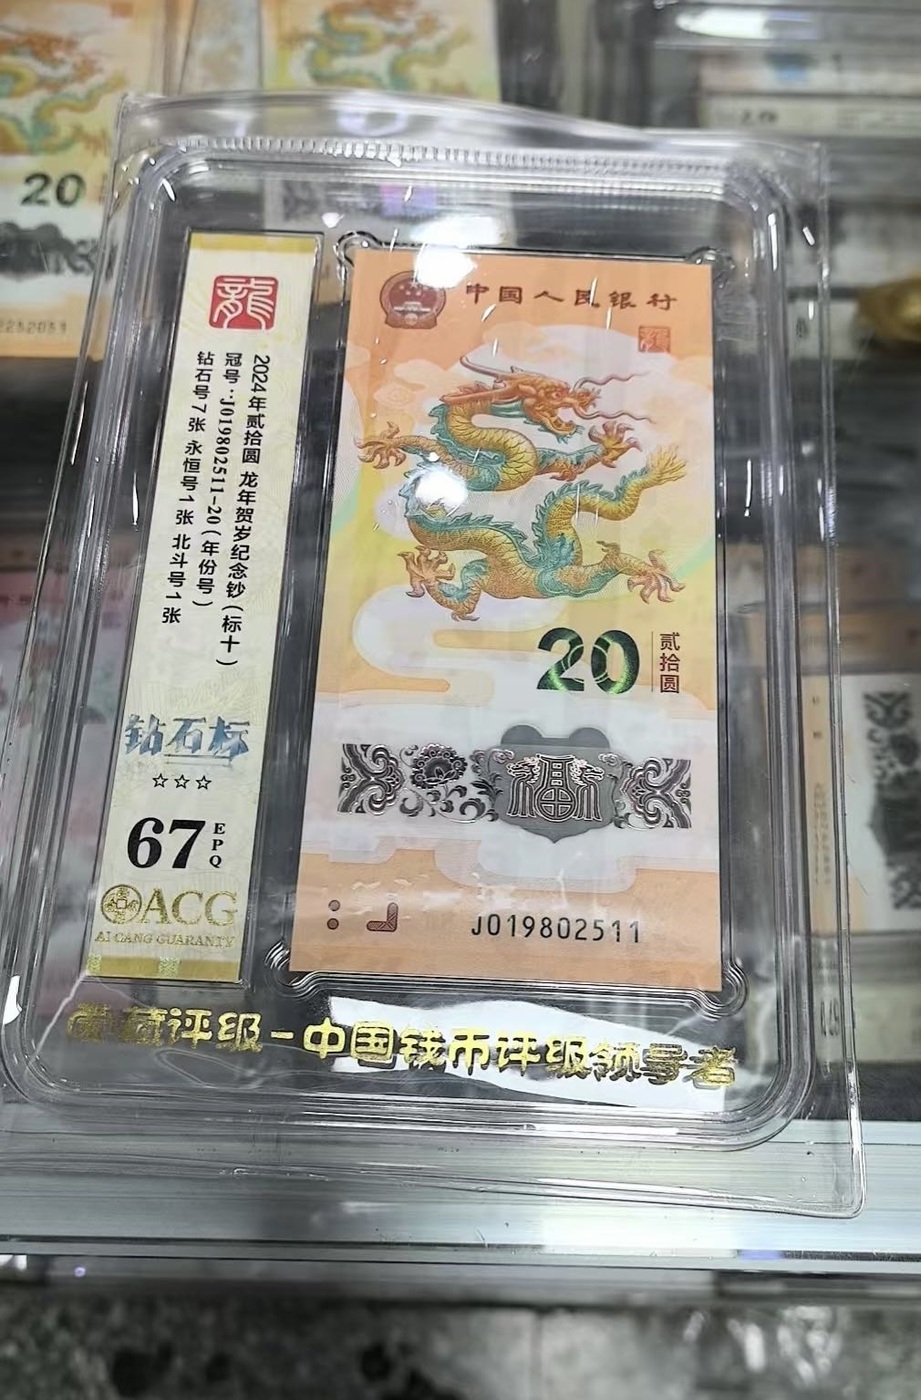 20
2252053
龍
2024年贰拾圆 龙年贺岁纪念钞(标十)
冠号:J019802511-20(年份号)
钻石号7张 永恒号1张 北斗号1张
钻石标
☆☆☆
67 EPQ
ACG
AI CANG GUARANTY
中国人民银行
20 贰拾圆
福
J019802511
藏评级-中国钱币评级领导者